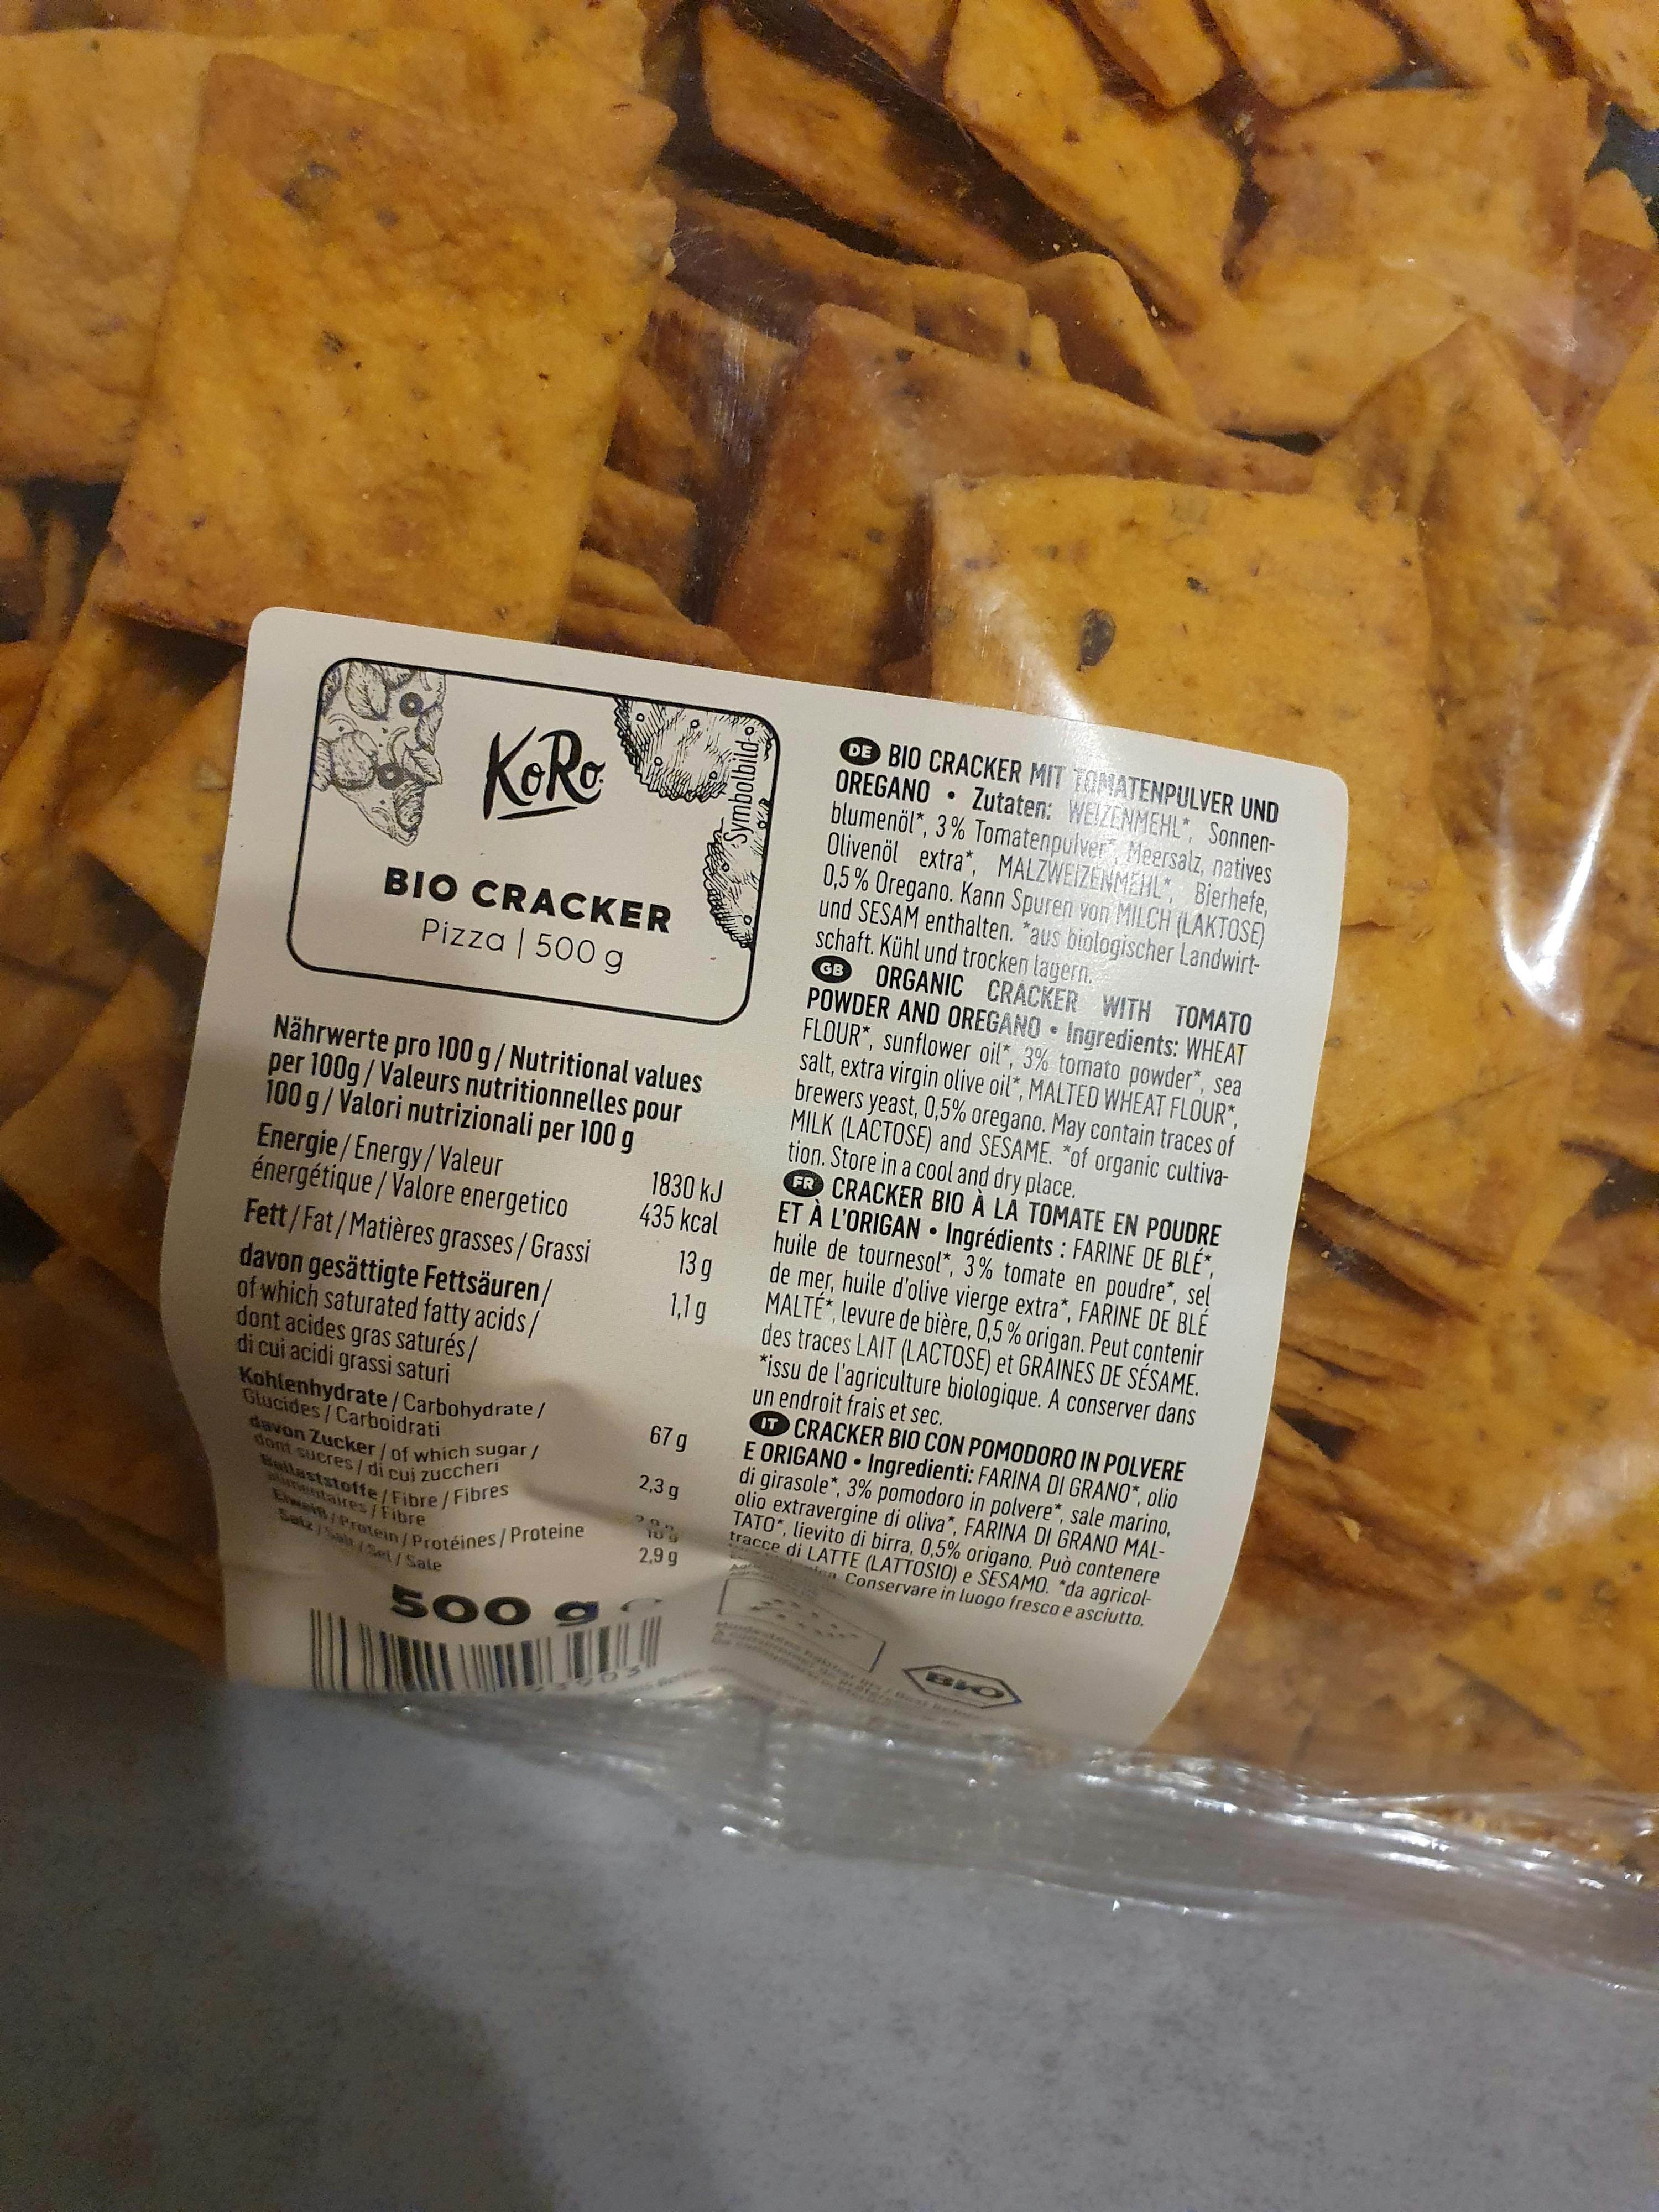 KoRo
Symbolbild
BIO CRACKER
Pizza | 500 g
Nährwerte pro 100 g / Nutritional values
per 100g / Valeurs nutritionnelles pour
100 g / Valori nutrizionali per 100 g
Energie / Energy / Valeur
énergétique / Valore energetico
1830 kJ
435 kcal
Fett / Fat / Matières grasses / Grassi
13 g
davon gesättigte Fettsäuren /
of which saturated fatty acids /
dont acides gras saturés /
di cui acidi grassi saturi
1,1 g
Kohlenhydrate / Carbohydrate /
Glucides / Carboidrati
67 g
davon Zucker / of which sugar /
dont sucres / di cui zuccheri
2,3 g
Ballaststoffe / Fibre / Fibres
alimentaires / Fibre
Eiweiß / Protein / Protéines / Proteine
10 g
Salz / Salt / Sel / Sale
2,9 g
500 g
DE BIO CRACKER MIT TOMATENPULVER UND
OREGANO • Zutaten: WEIZENMEHL*, Sonnen-
blumenöl*, 3 % Tomatenpulver*, Meersalz, natives
Olivenöl extra*, MALZWEIZENMEHL*, Bierhefe,
0,5 % Oregano. Kann Spuren von MILCH (LAKTOSE)
und SESAM enthalten. *aus biologischer Landwirt-
schaft. Kühl und trocken lagern.
GB ORGANIC CRACKER WITH TOMATO
POWDER AND OREGANO • Ingredients: WHEAT
FLOUR*, sunflower oil*, 3% tomato powder*, sea
salt, extra virgin olive oil*, MALTED WHEAT FLOUR*,
brewers yeast, 0,5% oregano. May contain traces of
MILK (LACTOSE) and SESAME. *of organic cultiva-
tion. Store in a cool and dry place.
FR CRACKER BIO À LA TOMATE EN POUDRE
ET À L'ORIGAN • Ingrédients : FARINE DE BLÉ*,
huile de tournesol*, 3% tomate en poudre*, sel
de mer, huile d'olive vierge extra*, FARINE DE BLÉ
MALTÉ*, levure de bière, 0,5 % origan. Peut contenir
des traces LAIT (LACTOSE) et GRAINES DE SÉSAME.
*issu de l'agriculture biologique. A conserver dans
un endroit frais et sec.
IT CRACKER BIO CON POMODORO IN POLVERE
E ORIGANO • Ingredienti: FARINA DI GRANO*, olio
di girasole*, 3% pomodoro in polvere*, sale marino,
olio extravergine di oliva*, FARINA DI GRANO MAL-
TATO*, lievito di birra, 0,5% origano. Può contenere
tracce di LATTE (LATTOSIO) e SESAMO. *da agricol-
Conservare in luogo fresco e asciutto.
BIO